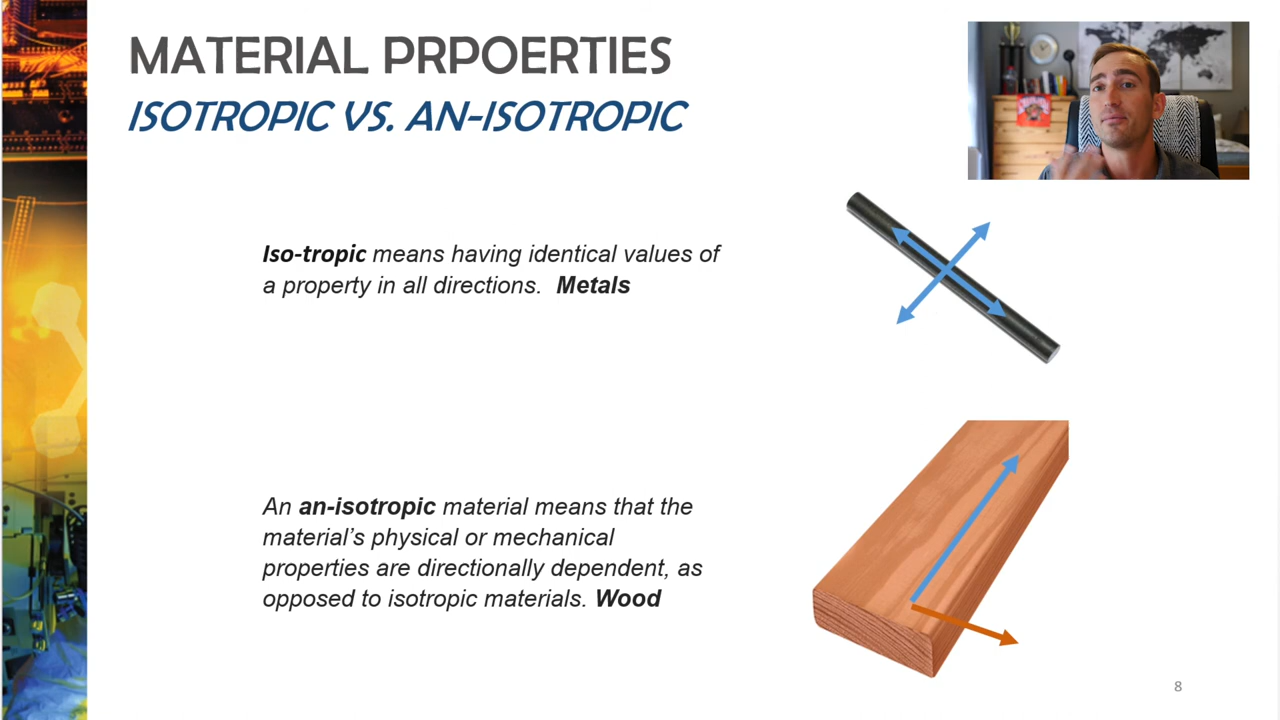 MATERIAL PRPOERTIES
ISOTROPIC VS. AN-ISOTROPIC
Iso-tropic means having identical values of
a property in all directions. Metals
An an-isotropic material means that the
material’s physical or mechanical
properties are directionally dependent, as
opposed to isotropic materials. Wood
8